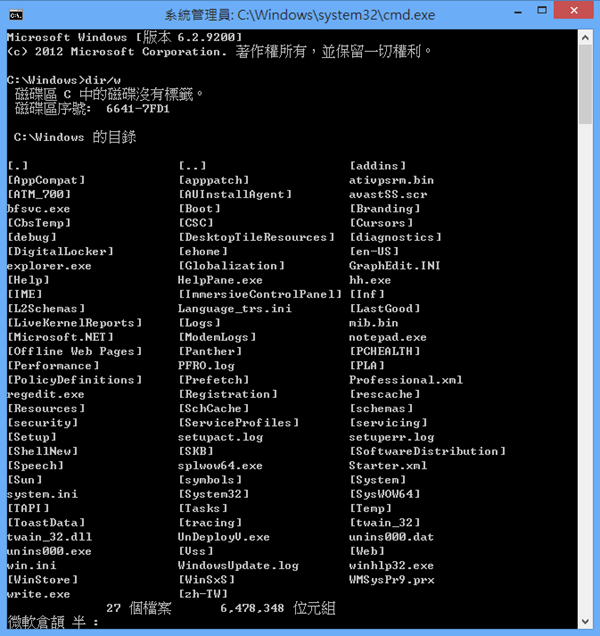 系統管理員: C:\Windows\system32\cmd.exe
Microsoft Windows [版本 6.2.9200]
(c) 2012 Microsoft Corporation. 著作權所有，並保留一切權利。
C:\Windows>dir/w
磁碟區 C 中的磁碟沒有標籤。
磁碟區序號:  6641-7FD1
C:\Windows 的目錄
[.] [..] [addins]
[AppCompat] [apppatch] ativpsrm.bin
[ATM_700] [AUInstallAgent] avastSS.scr
bfsvc.exe [Boot] [Branding]
[CbsTemp] [CSC] [Cursors]
[debug] [DesktopTileResources] [diagnostics]
[DigitalLocker] [ehome] [en-US]
explorer.exe [Globalization] GraphEdit.INI
[Help] HelpPane.exe hh.exe
[IME] [ImmersiveControlPanel] [Inf]
[L2Schemas] Language_trs.ini [LastGood]
[LiveKernelReports] [Logs] mib.bin
[Microsoft.NET] [ModemLogs] notepad.exe
[Offline Web Pages] [Panther] [PCHEALTH]
[Performance] PFRO.log [PLA]
[PolicyDefinitions] [Prefetch] Professional.xml
regedit.exe [Registration] [rescache]
[Resources] [SchCache] [schemas]
[security] [ServiceProfiles] [servicing]
[Setup] setupact.log setuperr.log
[ShellNew] [SKB] [SoftwareDistribution]
[Speech] splwow64.exe Starter.xml
[Sun] [symbols] [System]
system.ini [System32] [SysWOW64]
[TAPI] [Tasks] [Temp]
[ToastData] [tracing] [twain_32]
twain_32.dll UnDeployV.exe unins000.dat
unins000.exe [Vss] [Web]
win.ini WindowsUpdate.log winhlp32.exe
[WinStore] [WinSxS] WMSysPr9.prx
write.exe [zh-TW]
27 個檔案 6,478,348 位元組
微軟倉頡 半：